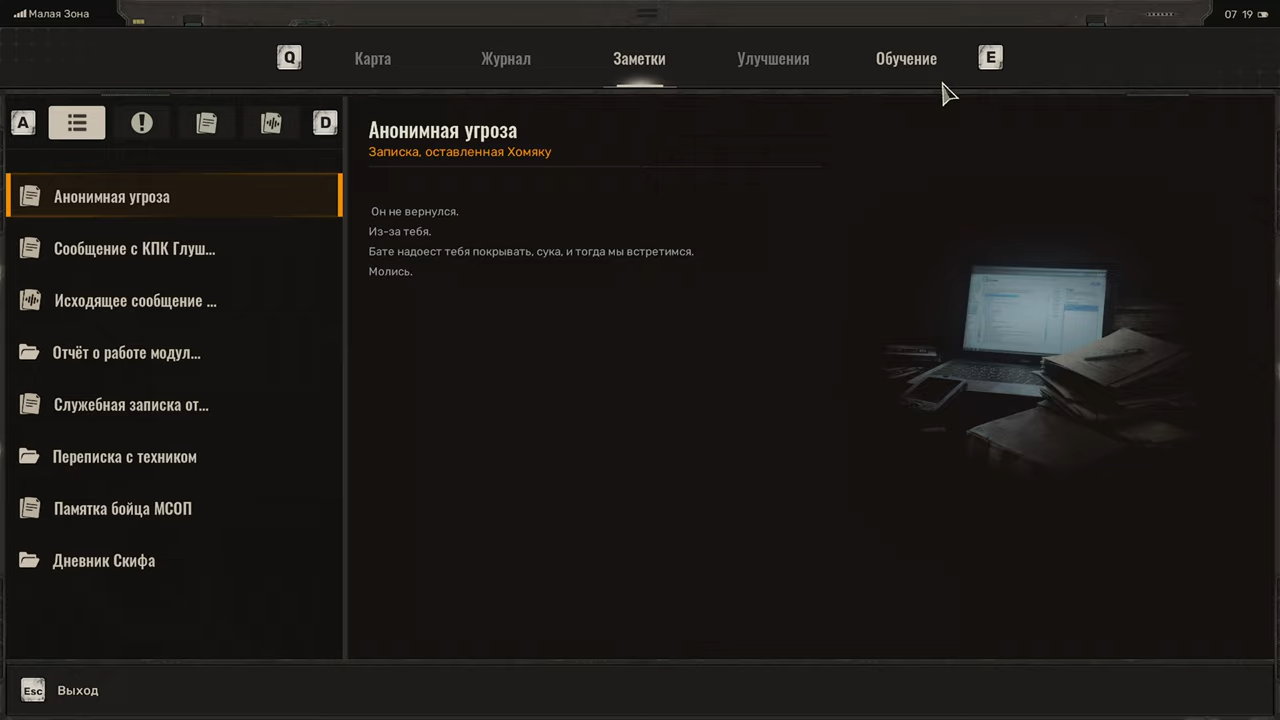 Малая Зона
07 19
Q
Карта
Журнал
Заметки
Улучшения
Обучение
E
A
D
Анонимная угроза
Сообщение с КПК Глуш...
Исходящее сообщение ...
Отчёт о работе модул...
Служебная записка от...
Переписка с техником
Памятка бойца МСОП
Дневник Скифа
Анонимная угроза
Записка, оставленная Хомяку
Он не вернулся.
Из-за тебя.
Бате надоест тебя покрывать, сука, и тогда мы встретимся.
Молись.
Esc
Выход